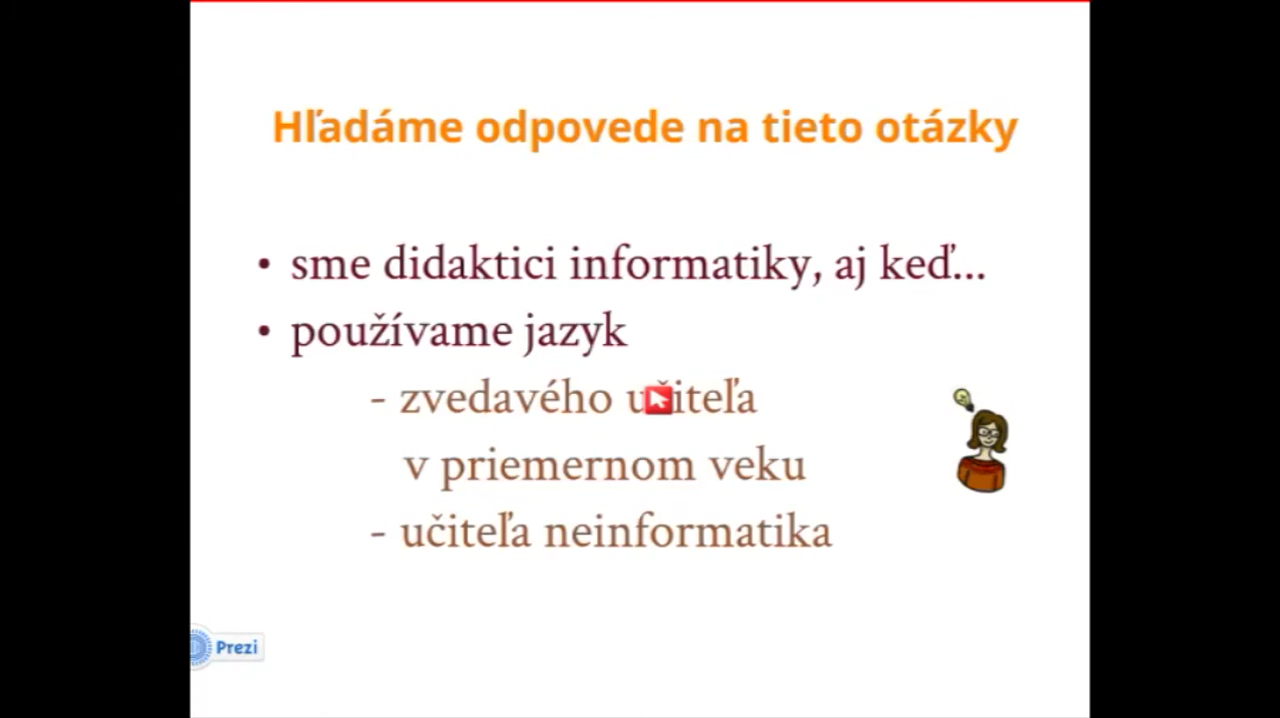 Hľadáme odpovede na tieto otázky
• sme didaktici informatiky, aj keď...
• používame jazyk
- zvedavého učiteľa
v priemernom veku
- učiteľa neinformatika
Prezi